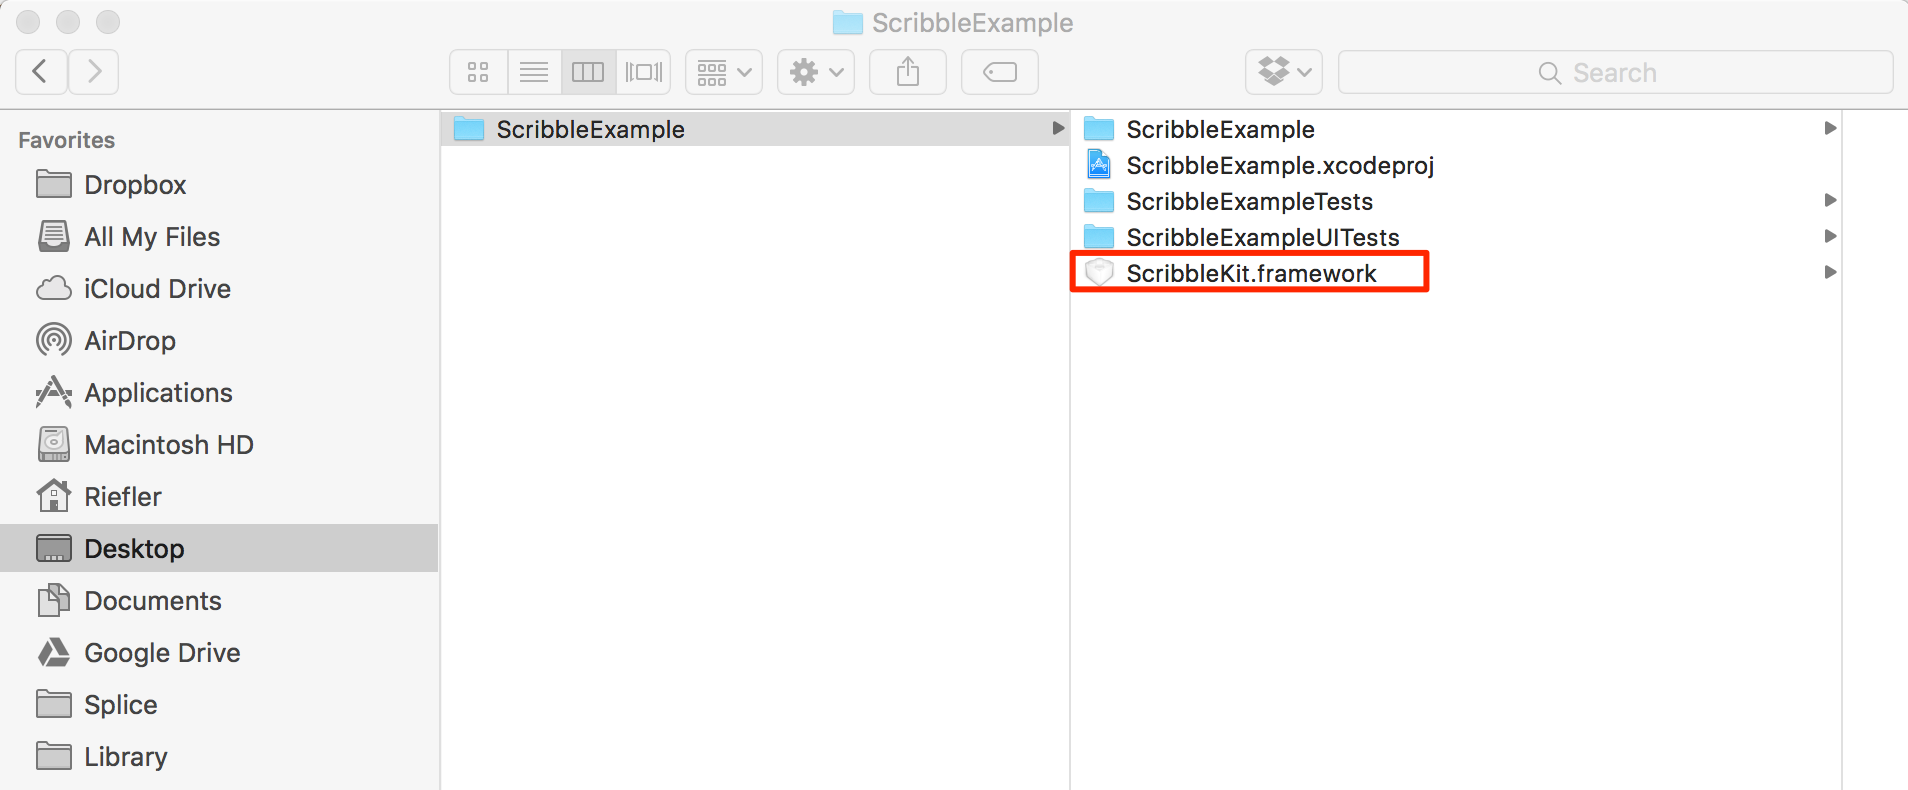 ScribbleExample
Search
Favorites
Dropbox
All My Files
iCloud Drive
AirDrop
Applications
Macintosh HD
Riefler
Desktop
Documents
Google Drive
Splice
Library
ScribbleExample
ScribbleExample
ScribbleExample.xcodeproj
ScribbleExampleTests
ScribbleExampleUITests
ScribbleKit.framework